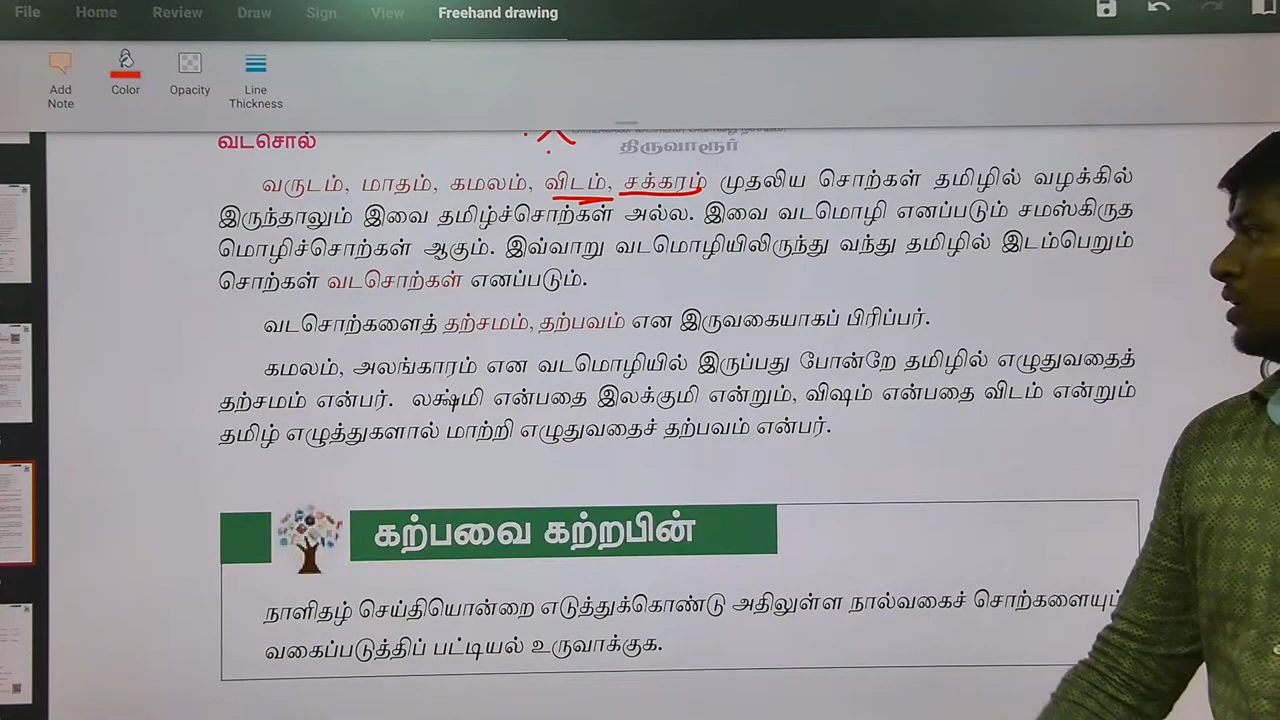 File Home Review Draw Sign View Freehand drawing
Add Note Color Opacity Line Thickness
வடசொல்
திருவாரூர்
வருடம், மாதம், கமலம், விடம், சக்கரம் முதலிய சொற்கள் தமிழில் வழக்கில்
இருந்தாலும் இவை தமிழ்ச்சொற்கள் அல்ல. இவை வடமொழி எனப்படும் சமஸ்கிருத
மொழிச்சொற்கள் ஆகும். இவ்வாறு வடமொழியிலிருந்து வந்து தமிழில் இடம்பெறும்
சொற்கள் வடசொற்கள் எனப்படும்.
வடசொற்களைத் தற்சமம், தற்பவம் என இருவகையாகப் பிரிப்பர்.
கமலம், அலங்காரம் என வடமொழியில் இருப்பது போன்றே தமிழில் எழுதுவதைத்
தற்சமம் என்பர். லக்ஷ்மி என்பதை இலக்குமி என்றும், விஷம் என்பதை விடம் என்றும்
தமிழ் எழுத்துகளால் மாற்றி எழுதுவதைச் தற்பவம் என்பர்.
கற்பவை கற்றபின்
நாளிதழ் செய்தியொன்றை எடுத்துக்கொண்டு அதிலுள்ள நால்வகைச் சொற்களையும்
வகைப்படுத்திப் பட்டியல் உருவாக்குக.